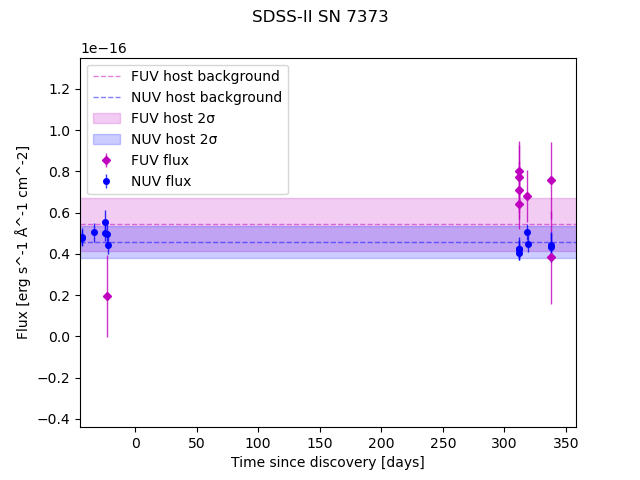 SDSS-II SN 7373
1e−16
FUV host background
NUV host background
FUV host 2σ
NUV host 2σ
FUV flux
NUV flux
1.2
1.0
0.8
0.6
0.4
0.2
0.0
−0.2
−0.4
Flux [erg s^-1 Å^-1 cm^-2]
0 50 100 150 200 250 300 350
Time since discovery [days]